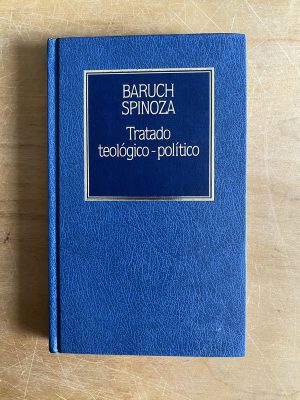 BARUCH
SPINOZA
Tratado
teológico-político